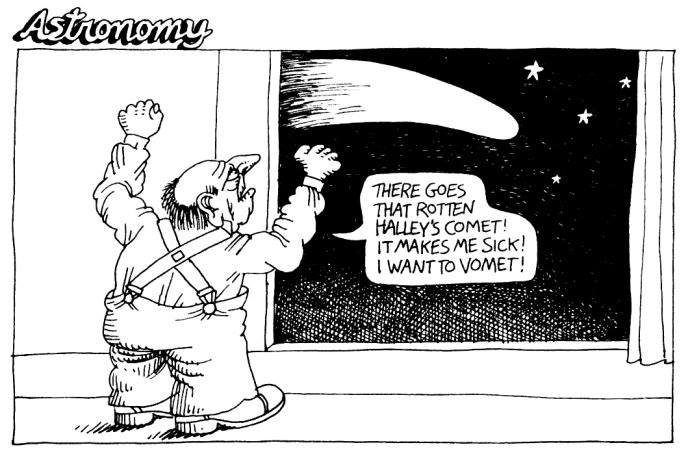 Astronomy
THERE GOES
THAT ROTTEN
HALLEY'S COMET!
IT MAKES ME SICK!
I WANT TO VOMET!